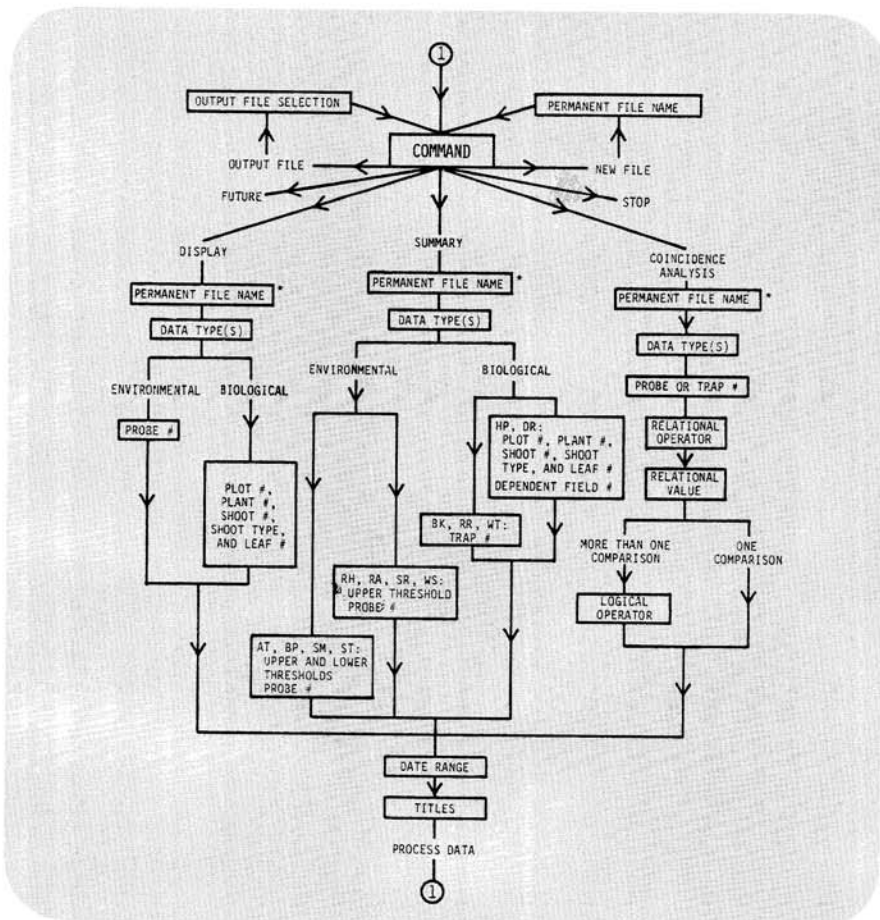 1
OUTPUT FILE SELECTION
PERMANENT FILE NAME
COMMAND
OUTPUT FILE
NEW FILE
FUTURE
STOP
DISPLAY
SUMMARY
COINCIDENCE
ANALYSIS
PERMANENT FILE NAME *
PERMANENT FILE NAME *
PERMANENT FILE NAME *
DATA TYPE(S)
DATA TYPE(S)
DATA TYPE(S)
ENVIRONMENTAL
BIOLOGICAL
PROBE #
PLOT #,
PLANT #,
SHOOT #,
SHOOT TYPE,
AND LEAF #
ENVIRONMENTAL
BIOLOGICAL
HP, DR:
PLOT #, PLANT #,
SHOOT #, SHOOT
TYPE, AND LEAF #
DEPENDENT FIELD #
BK, RR, WT:
TRAP #
RH, RA, SR, WS:
UPPER THRESHOLD
PROBE #
AT, BP, SM, ST:
UPPER AND LOWER
THRESHOLDS
PROBE #
PROBE OR TRAP #
RELATIONAL
OPERATOR
RELATIONAL
VALUE
MORE THAN ONE
COMPARISON
ONE
COMPARISON
LOGICAL
OPERATOR
DATE RANGE
TITLES
PROCESS DATA
1